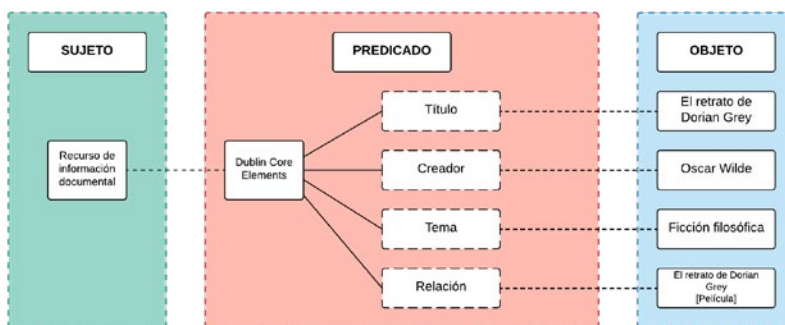 SUJETO
PREDICADO
OBJETO
Título
El retrato de
Dorian Grey
Recurso de
información
documental
Dublin Core
Elements
Creador
Oscar Wilde
Tema
Ficción filosófica
Relación
El retrato de Dorian
Grey
[Película]